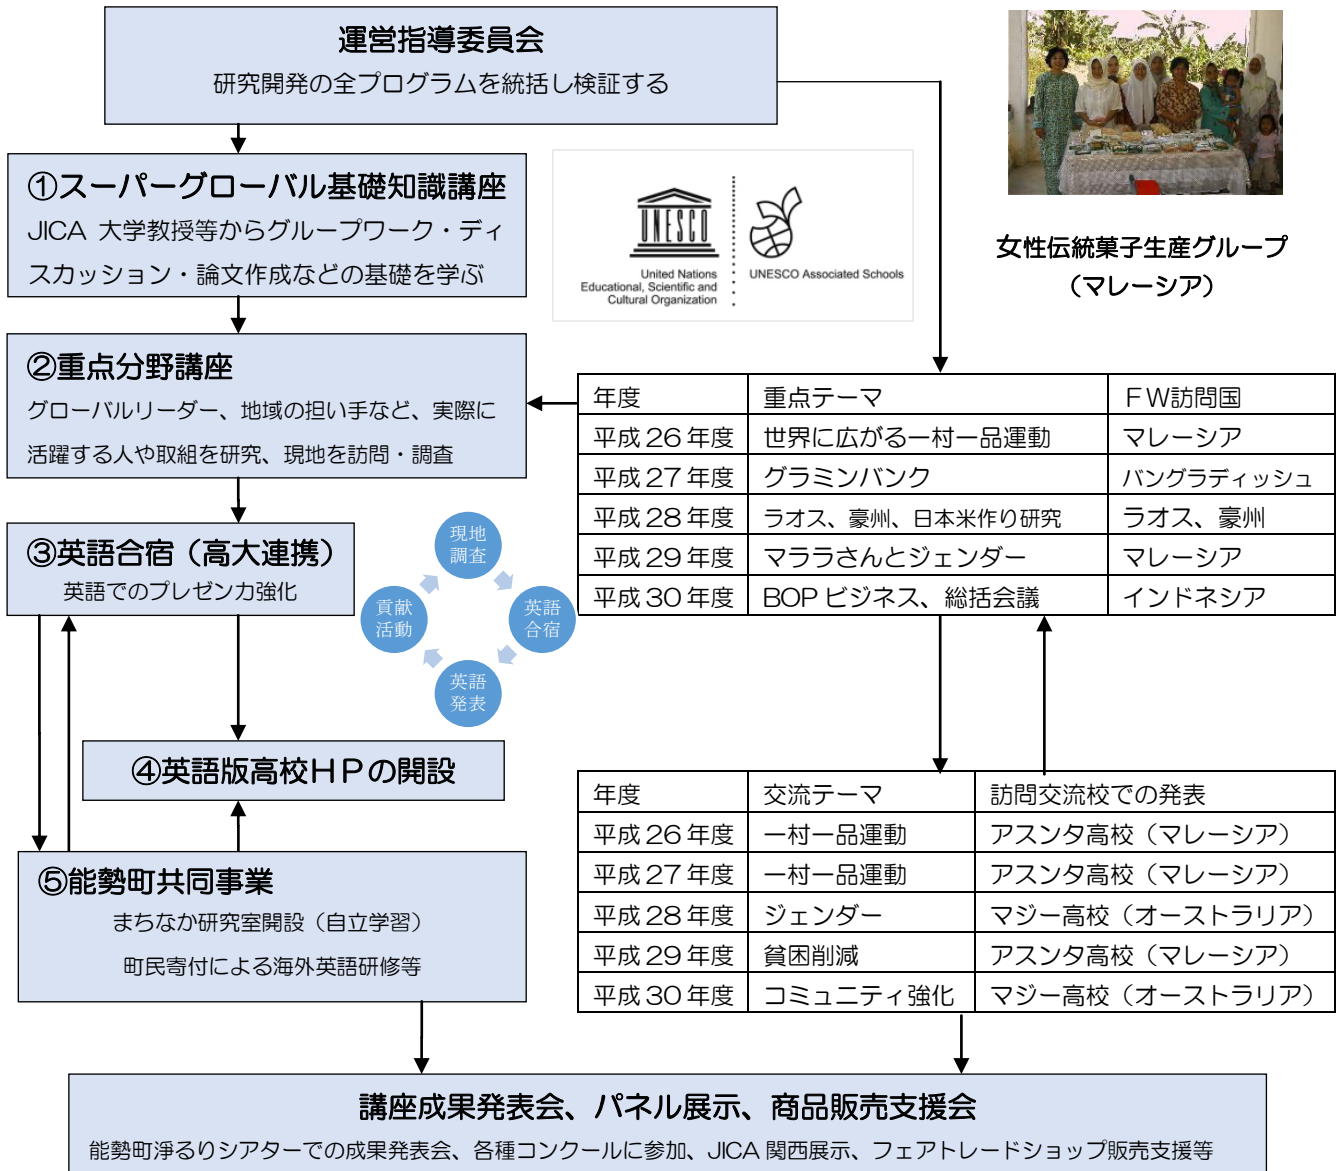 運営指導委員会
研究開発の全プログラムを統括し検証する
①スーパーグローバル基礎知識講座
JICA 大学教授等からグループワーク・ディ
スカッション・論文作成などの基礎を学ぶ
UNESCO
United Nations
Educational, Scientific and
Cultural Organization
UNESCO Associated Schools
女性伝統菓子生産グループ
（マレーシア）
②重点分野講座
グローバルリーダー、地域の担い手など、実際に
活躍する人や取組を研究、現地を訪問・調査
年度 重点テーマ ＦＷ訪問国
平成 26 年度 世界に広がる一村一品運動 マレーシア
平成 27 年度 グラミンバンク バングラディッシュ
平成 28 年度 ラオス、豪州、日本米作り研究 ラオス、豪州
平成 29 年度 マララさんとジェンダー マレーシア
平成 30 年度 BOP ビジネス、総括会議 インドネシア
③英語合宿（高大連携）
英語でのプレゼン力強化
現地
調査
英語
合宿
英語
発表
貢献
活動
④英語版高校ＨＰの開設
⑤能勢町共同事業
まちなか研究室開設（自立学習）
町民寄付による海外英語研修等
年度 交流テーマ 訪問交流校での発表
平成 26 年度 一村一品運動 アスンタ高校（マレーシア）
平成 27 年度 一村一品運動 アスンタ高校（マレーシア）
平成 28 年度 ジェンダー マジー高校（オーストラリア）
平成 29 年度 貧困削減 アスンタ高校（マレーシア）
平成 30 年度 コミュニティ強化 マジー高校（オーストラリア）
講座成果発表会、パネル展示、商品販売支援会
能勢町淨るりシアターでの成果発表会、各種コンクールに参加、JICA 関西展示、フェアトレードショップ販売支援等